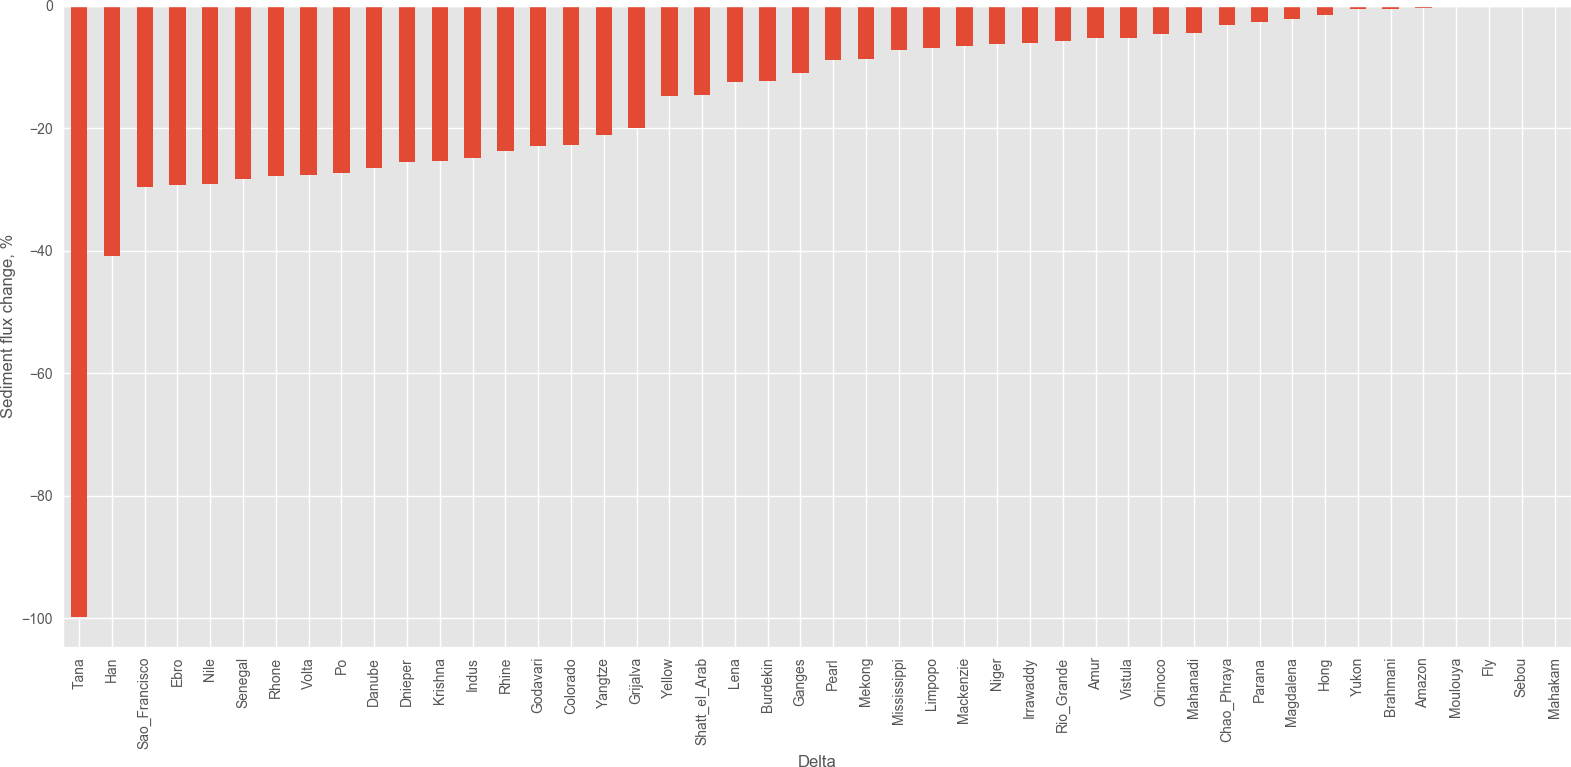 Sediment flux change, %
0
−20
−40
−60
−80
−100
Tana
Han
Sao_Francisco
Ebro
Nile
Senegal
Rhone
Volta
Po
Danube
Dnieper
Krishna
Indus
Rhine
Godavari
Colorado
Yangtze
Grijalva
Yellow
Shatt_el_Arab
Lena
Burdekin
Ganges
Pearl
Mekong
Mississippi
Limpopo
Mackenzie
Niger
Irrawaddy
Rio_Grande
Amur
Vistula
Orinoco
Mahanadi
Chao_Phraya
Parana
Magdalena
Hong
Yukon
Brahmani
Amazon
Moulouya
Fly
Sebou
Mahakam
Delta